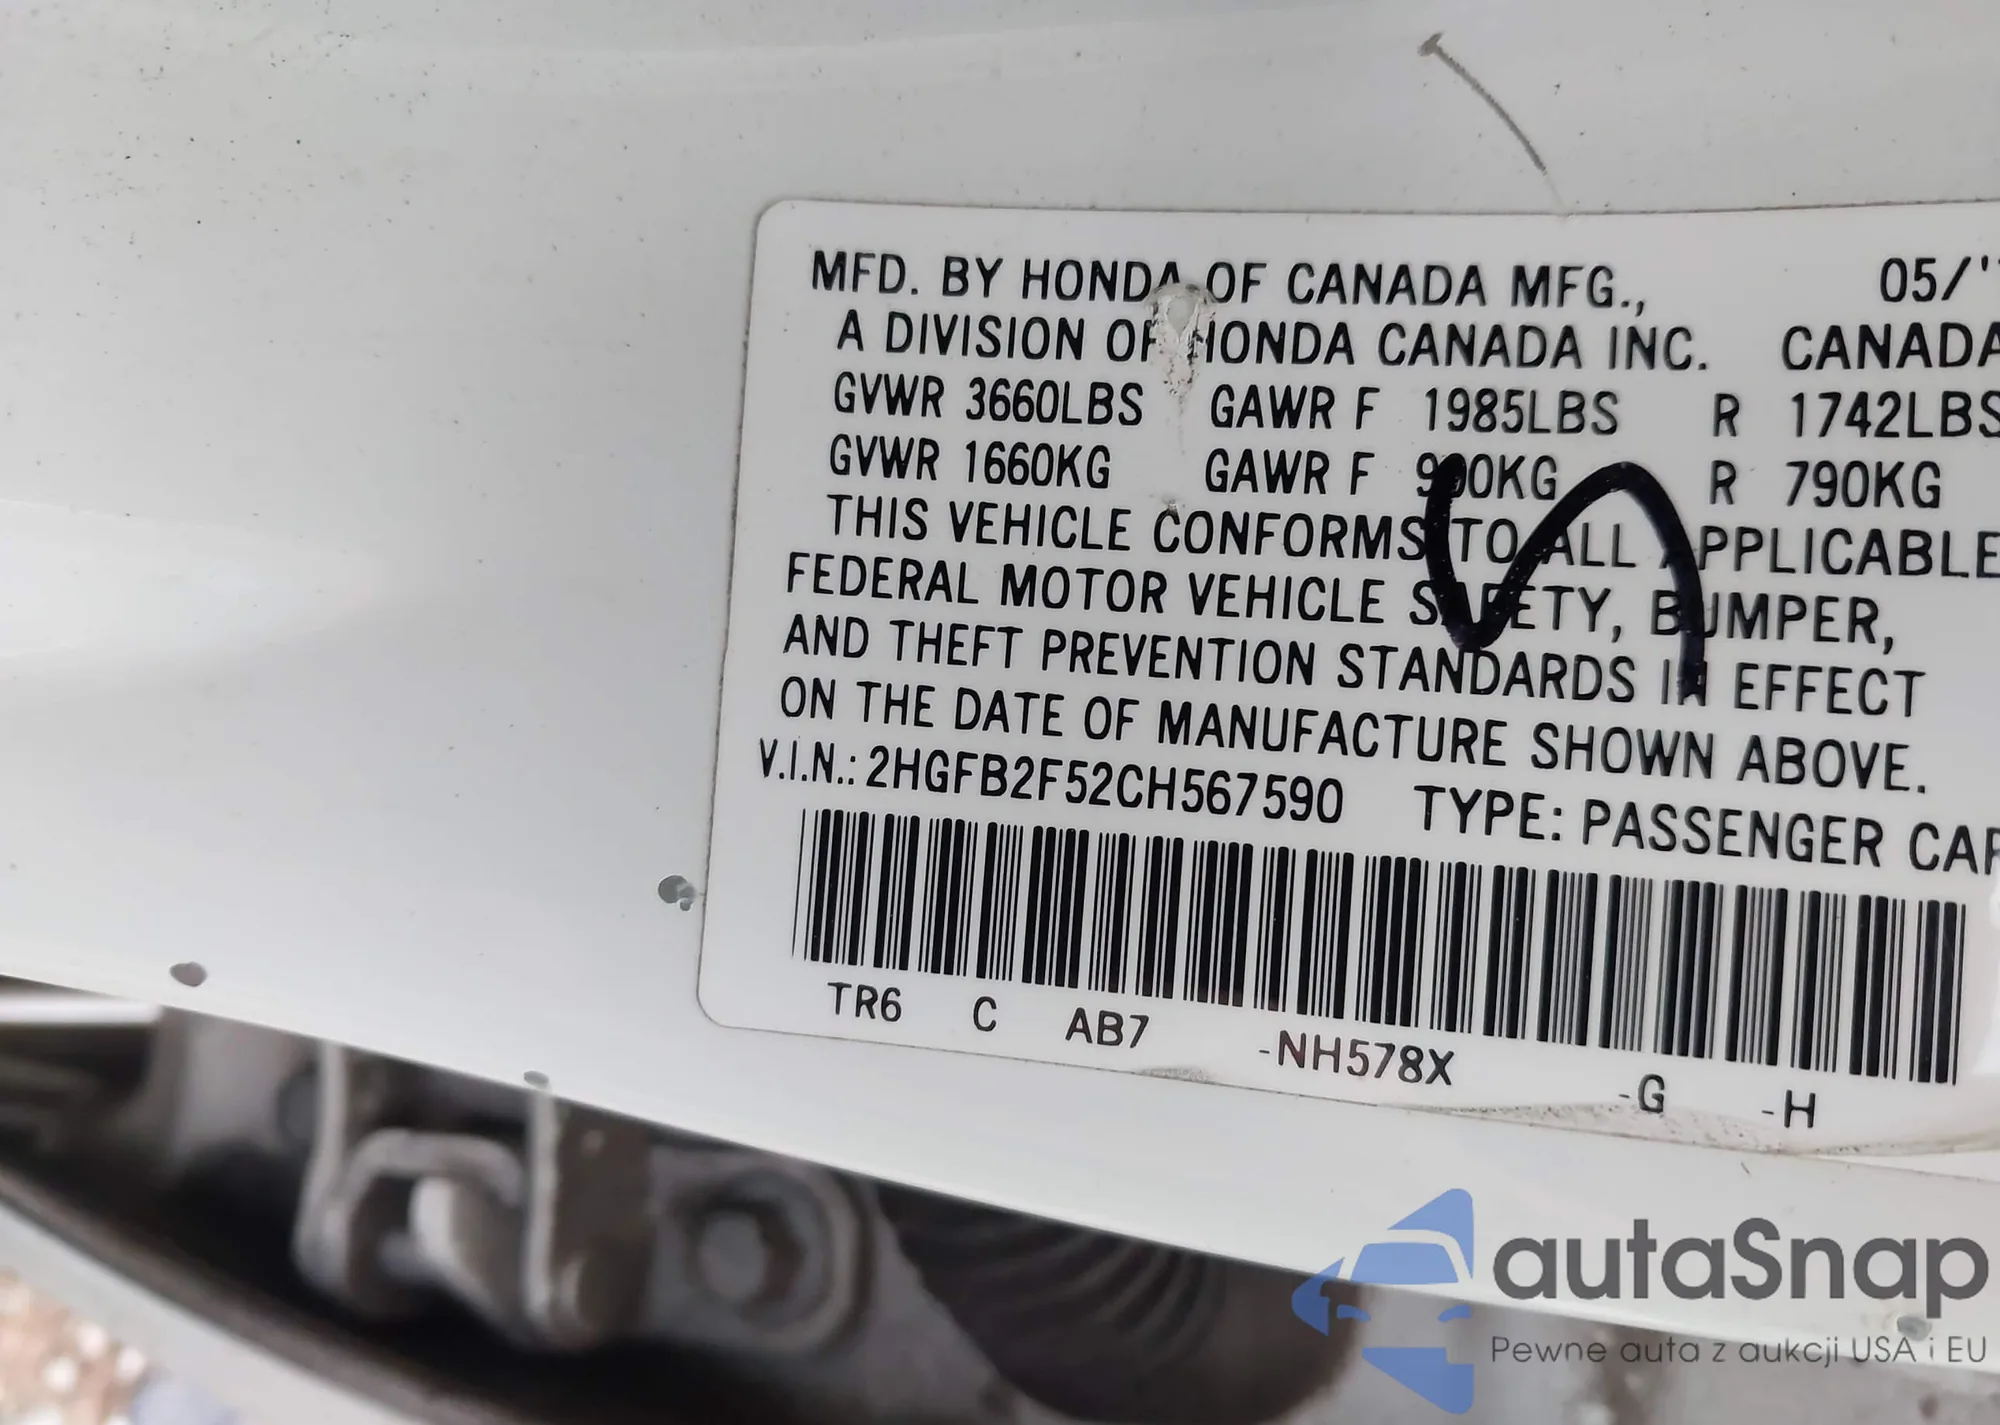 MFD. BY HONDA OF CANADA MFG., 05/'
A DIVISION OF HONDA CANADA INC. CANADA
GVWR 3660LBS GAWR F 1985LBS R 1742LBS
GVWR 1660KG GAWR F 900KG R 790KG
THIS VEHICLE CONFORMS TO ALL APPLICABLE
FEDERAL MOTOR VEHICLE SAFETY, BUMPER,
AND THEFT PREVENTION STANDARDS IN EFFECT
ON THE DATE OF MANUFACTURE SHOWN ABOVE.
V.I.N.: 2HGFB2F52CH567590 TYPE: PASSENGER CAR
TR6 C AB7 -NH578X -G -H
autaSnap
Pewne auta z aukcji USA i EU